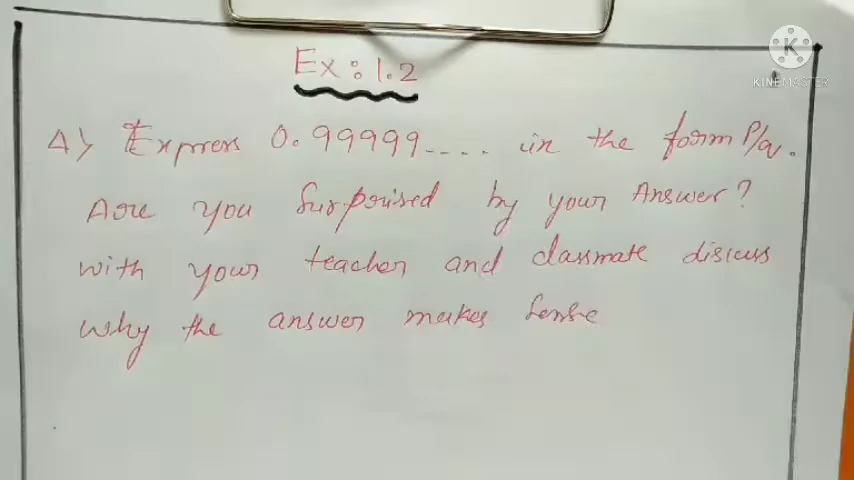 K
KINEMASTER
Ex : 1.2
4) Express 0.99999.... in the form P/q.
Are you surprised by your Answer?
with your teacher and classmate discuss
why the answer makes sense